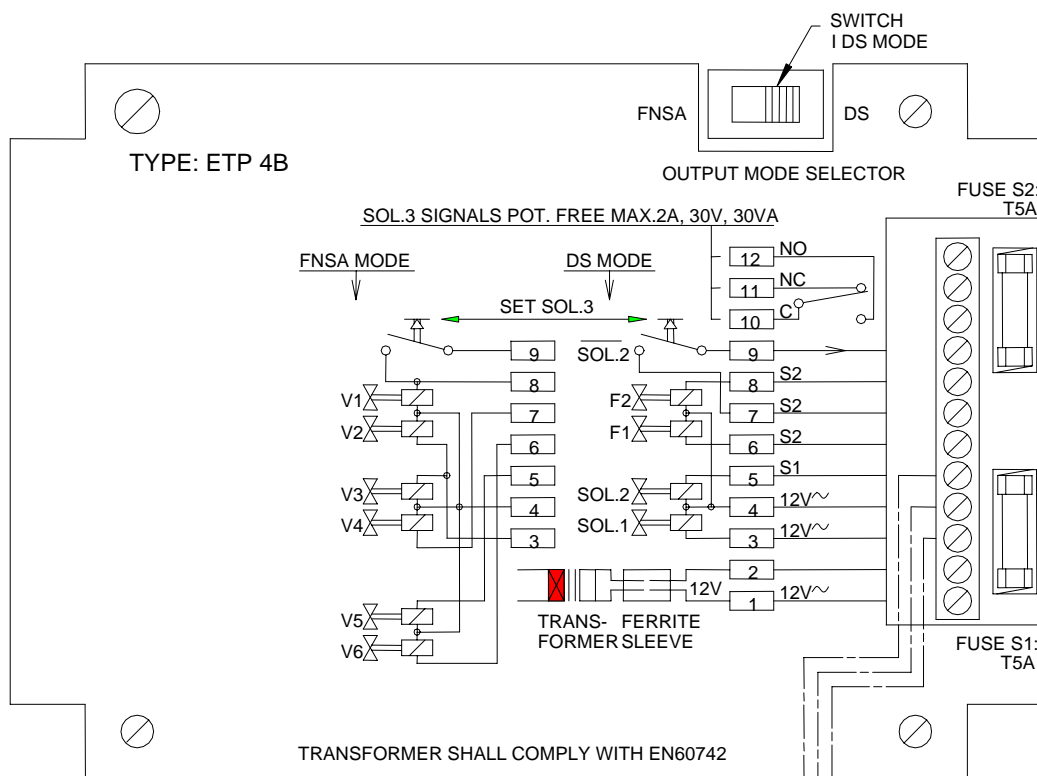 SWITCH
I DS MODE
FNSA
DS
TYPE: ETP 4B
OUTPUT MODE SELECTOR
FUSE S2:
T5A
SOL.3 SIGNALS POT. FREE MAX.2A, 30V, 30VA
12 NO
FNSA MODE
DS MODE
11 NC
SET SOL.3
10 C
9
SOL.2
9
8
8 S2
V1
F2
7
7 S2
V2
F1
6
6 S2
5
5 S1
V3
SOL.2
4
4 12V~
V4
SOL.1
3
3 12V~
2
12V
1 12V~
V5
TRANS-
FORMER
FERRITE
SLEEVE
V6
FUSE S1:
T5A
TRANSFORMER SHALL COMPLY WITH EN60742